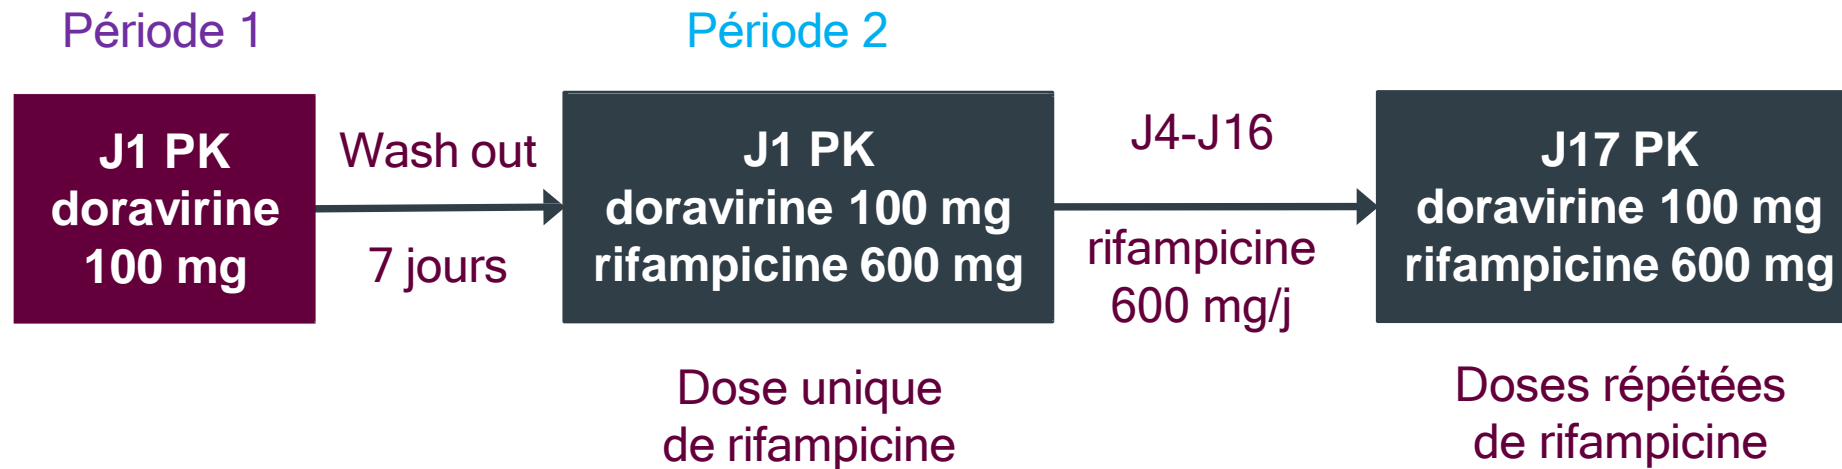 Période 1
Période 2
J1 PK
doravirine
100 mg
Wash out
7 jours
J1 PK
doravirine 100 mg
rifampicine 600 mg
J4-J16
rifampicine
600 mg/j
J17 PK
doravirine 100 mg
rifampicine 600 mg
Dose unique
de rifampicine
Doses répétées
de rifampicine